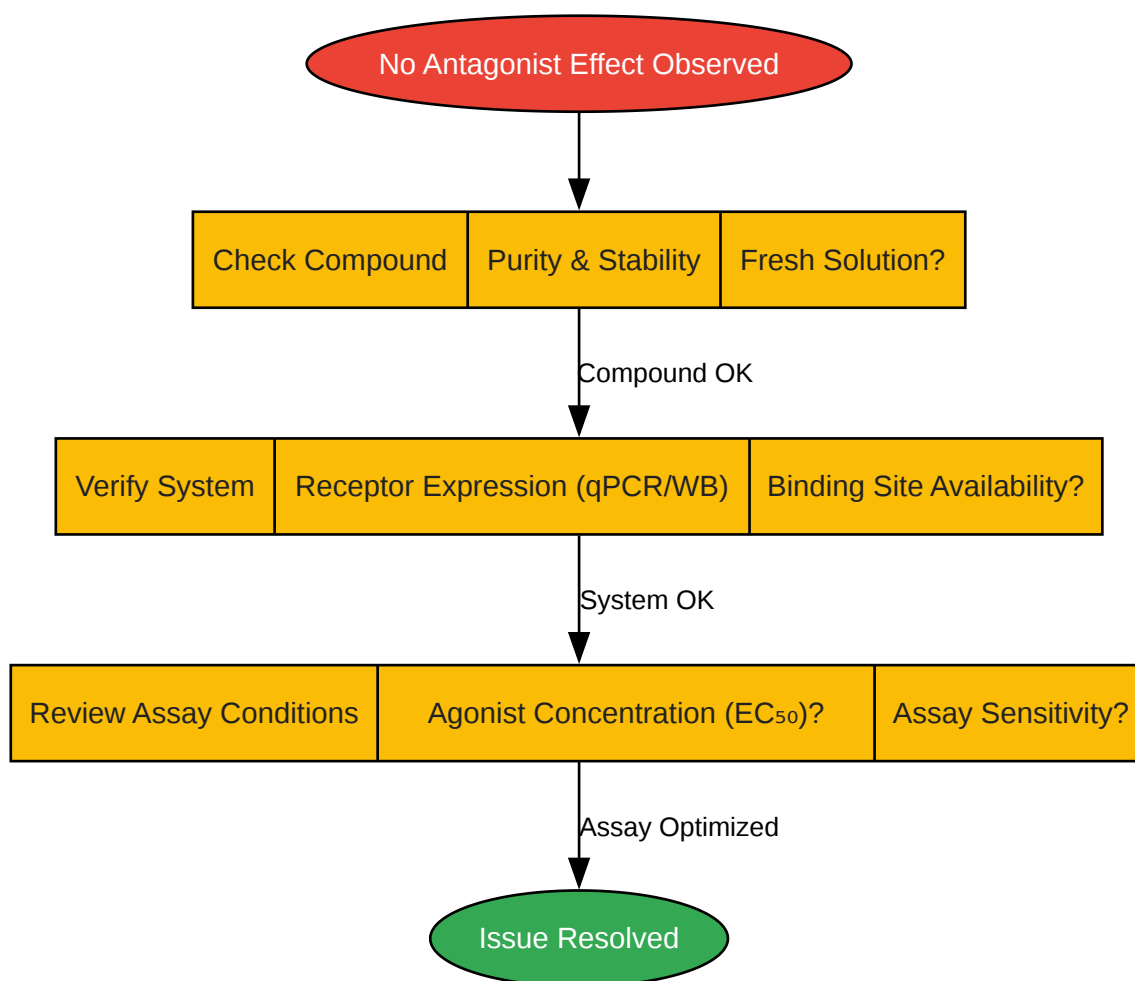 No Antagonist Effect Observed
Check Compound
Purity & Stability
Fresh Solution?
Compound OK
Verify System
Receptor Expression (qPCR/WB)
Binding Site Availability?
System OK
Review Assay Conditions
Agonist Concentration (EC₅₀)?
Assay Sensitivity?
Assay Optimized
Issue Resolved